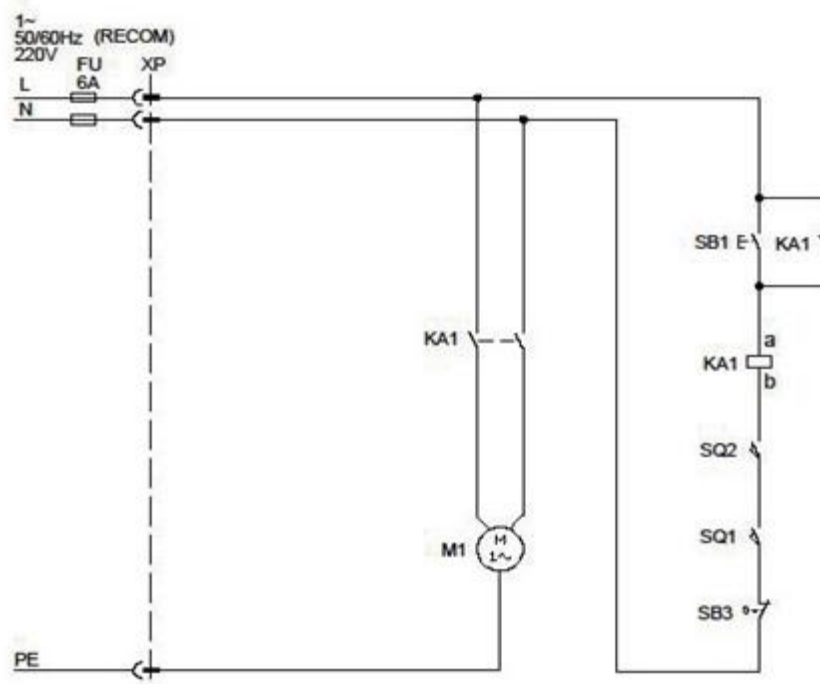 1~
50/60Hz (RECOM)
220V
FU XP
6A
L
N
SB1 KA1
KA1
a
KA1
b
SQ2
SQ1
M1
M
1~
SB3
PE